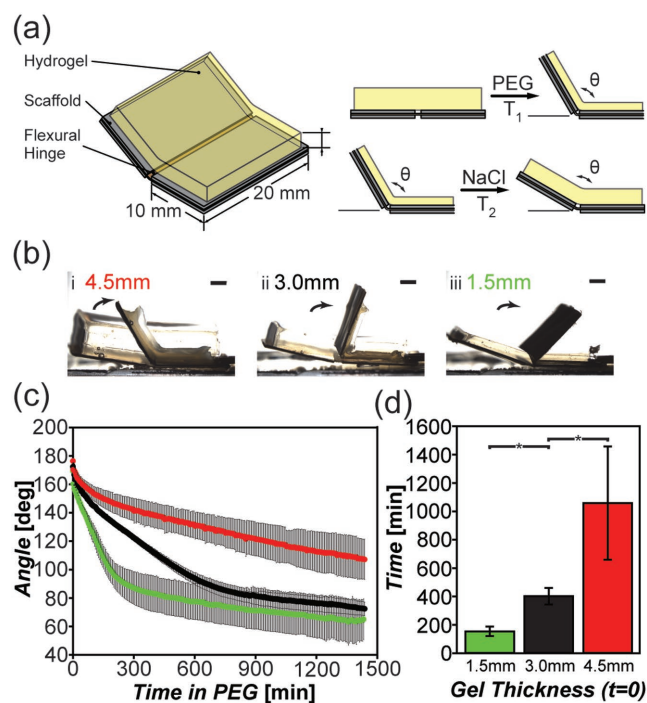 (a)
Hydrogel
Scaffold
Flexural
Hinge
10 mm
20 mm
PEG
T1
θ
θ
NaCl
T2
θ
(b)
i 4.5mm
ii 3.0mm
iii 1.5mm
(c)
Angle [deg]
180
160
140
120
100
80
60
40
0 300 600 900 1200 1500
Time in PEG [min]
(d)
Time [min]
1600
1400
1200
1000
800
600
400
200
0
* *
1.5mm 3.0mm 4.5mm
Gel Thickness (t=0)